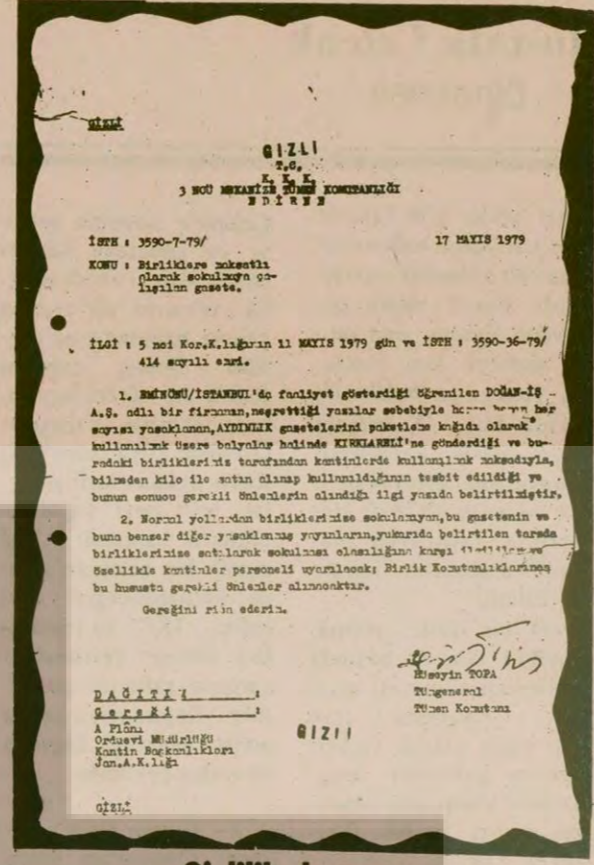 GİZLİ
GİZLİ
T.C.
K. K. K.
3 NCÜ MEKANİZE TÜMEN KOMUTANLIĞI
EDİRNE
İSTH : 3590-7-79/ 17 MAYIS 1979
KONU : Birliklere maksatlı
olarak sokulmaya ça-
lışılan gazete.
İLGİ : 5 nci Kor.K.lığının 11 MAYIS 1979 gün ve İSTH : 3590-36-79/
414 sayılı emri.
1. EMİNÖNÜ/İSTANBUL'da faaliyet gösterdiği öğrenilen DOĞAN-İŞ
A.Ş. adlı bir firmanın,neşrettiği yazılar sebebiyle hemen hemen her
sayısı yasaklanan,AYDINLIK gazetelerini paketleme kağıdı olarak
kullanılmak üzere balyalar halinde KIRKLARELİ'ne gönderdiği ve bu-
radaki birliklerimiz tarafından kantinlerde kullanılmak maksadıyla,
bilmeden kilo ile satın alınıp kullanıldığının tesbit edildiği ve
bunun sonucu gerekli önlemlerin alındığı ilgi yazıda belirtilmiştir.
2. Normal yollardan birliklerimize sokulamıyan,bu gazetenin ve
buna benzer diğer yasaklanmış yayınların,yukarıda belirtilen tarzda
birliklerimize satılarak sokulması olasılığına karşı ilgililer ve
özellikle kantinler personeli uyarılacak; Birlik Komutanlıklarınca
bu hususta gerekli önlemler alınacaktır.
Gereğini rica ederim.
Hüseyin TOPA
Tümgeneral
Tümen Komutanı
DAĞITIM :
Gereği :
A Planı
Orduevi Müdürlüğü
Kantin Başkanlıkları
Jan.A.K.lığı
GİZLİ
GİZLİ